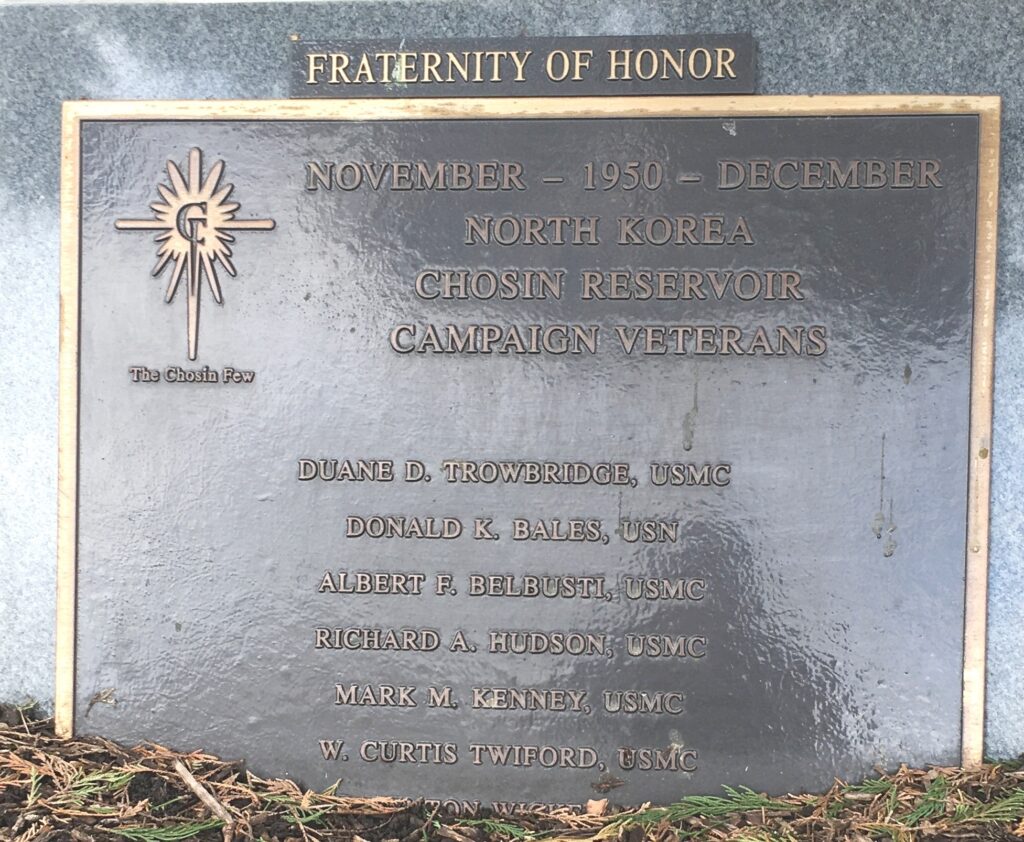 FRATERNITY OF HONOR
NOVEMBER – 1950 – DECEMBER
NORTH KOREA
CHOSIN RESERVOIR
CAMPAIGN VETERANS
CF
The Chosin Few
DUANE D. TROWBRIDGE, USMC
DONALD K. BALES, USN
ALBERT F. BELBUSTI, USMC
RICHARD A. HUDSON, USMC
MARK M. KENNEY, USMC
W. CURTIS TWIFORD, USMC